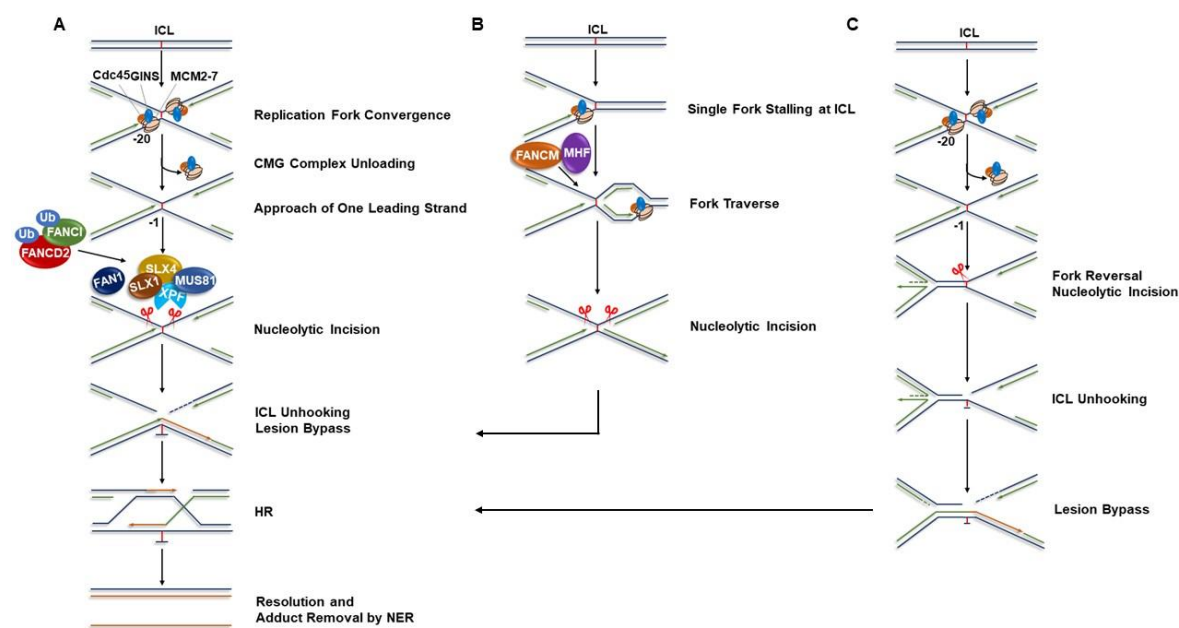 A
ICL
Cdc45
GINS
MCM2-7
-20
Replication Fork Convergence
CMG Complex Unloading
Approach of One Leading Strand
-1
Ub
Ub
FANCI
FANCD2
FAN1
SLX4
SLX1
MUS81
XPF
Nucleolytic Incision
ICL Unhooking
Lesion Bypass
HR
Resolution and
Adduct Removal by NER
B
ICL
Single Fork Stalling at ICL
FANCM
MHF
Fork Traverse
Nucleolytic Incision
C
ICL
-20
-1
Fork Reversal
Nucleolytic Incision
ICL Unhooking
Lesion Bypass